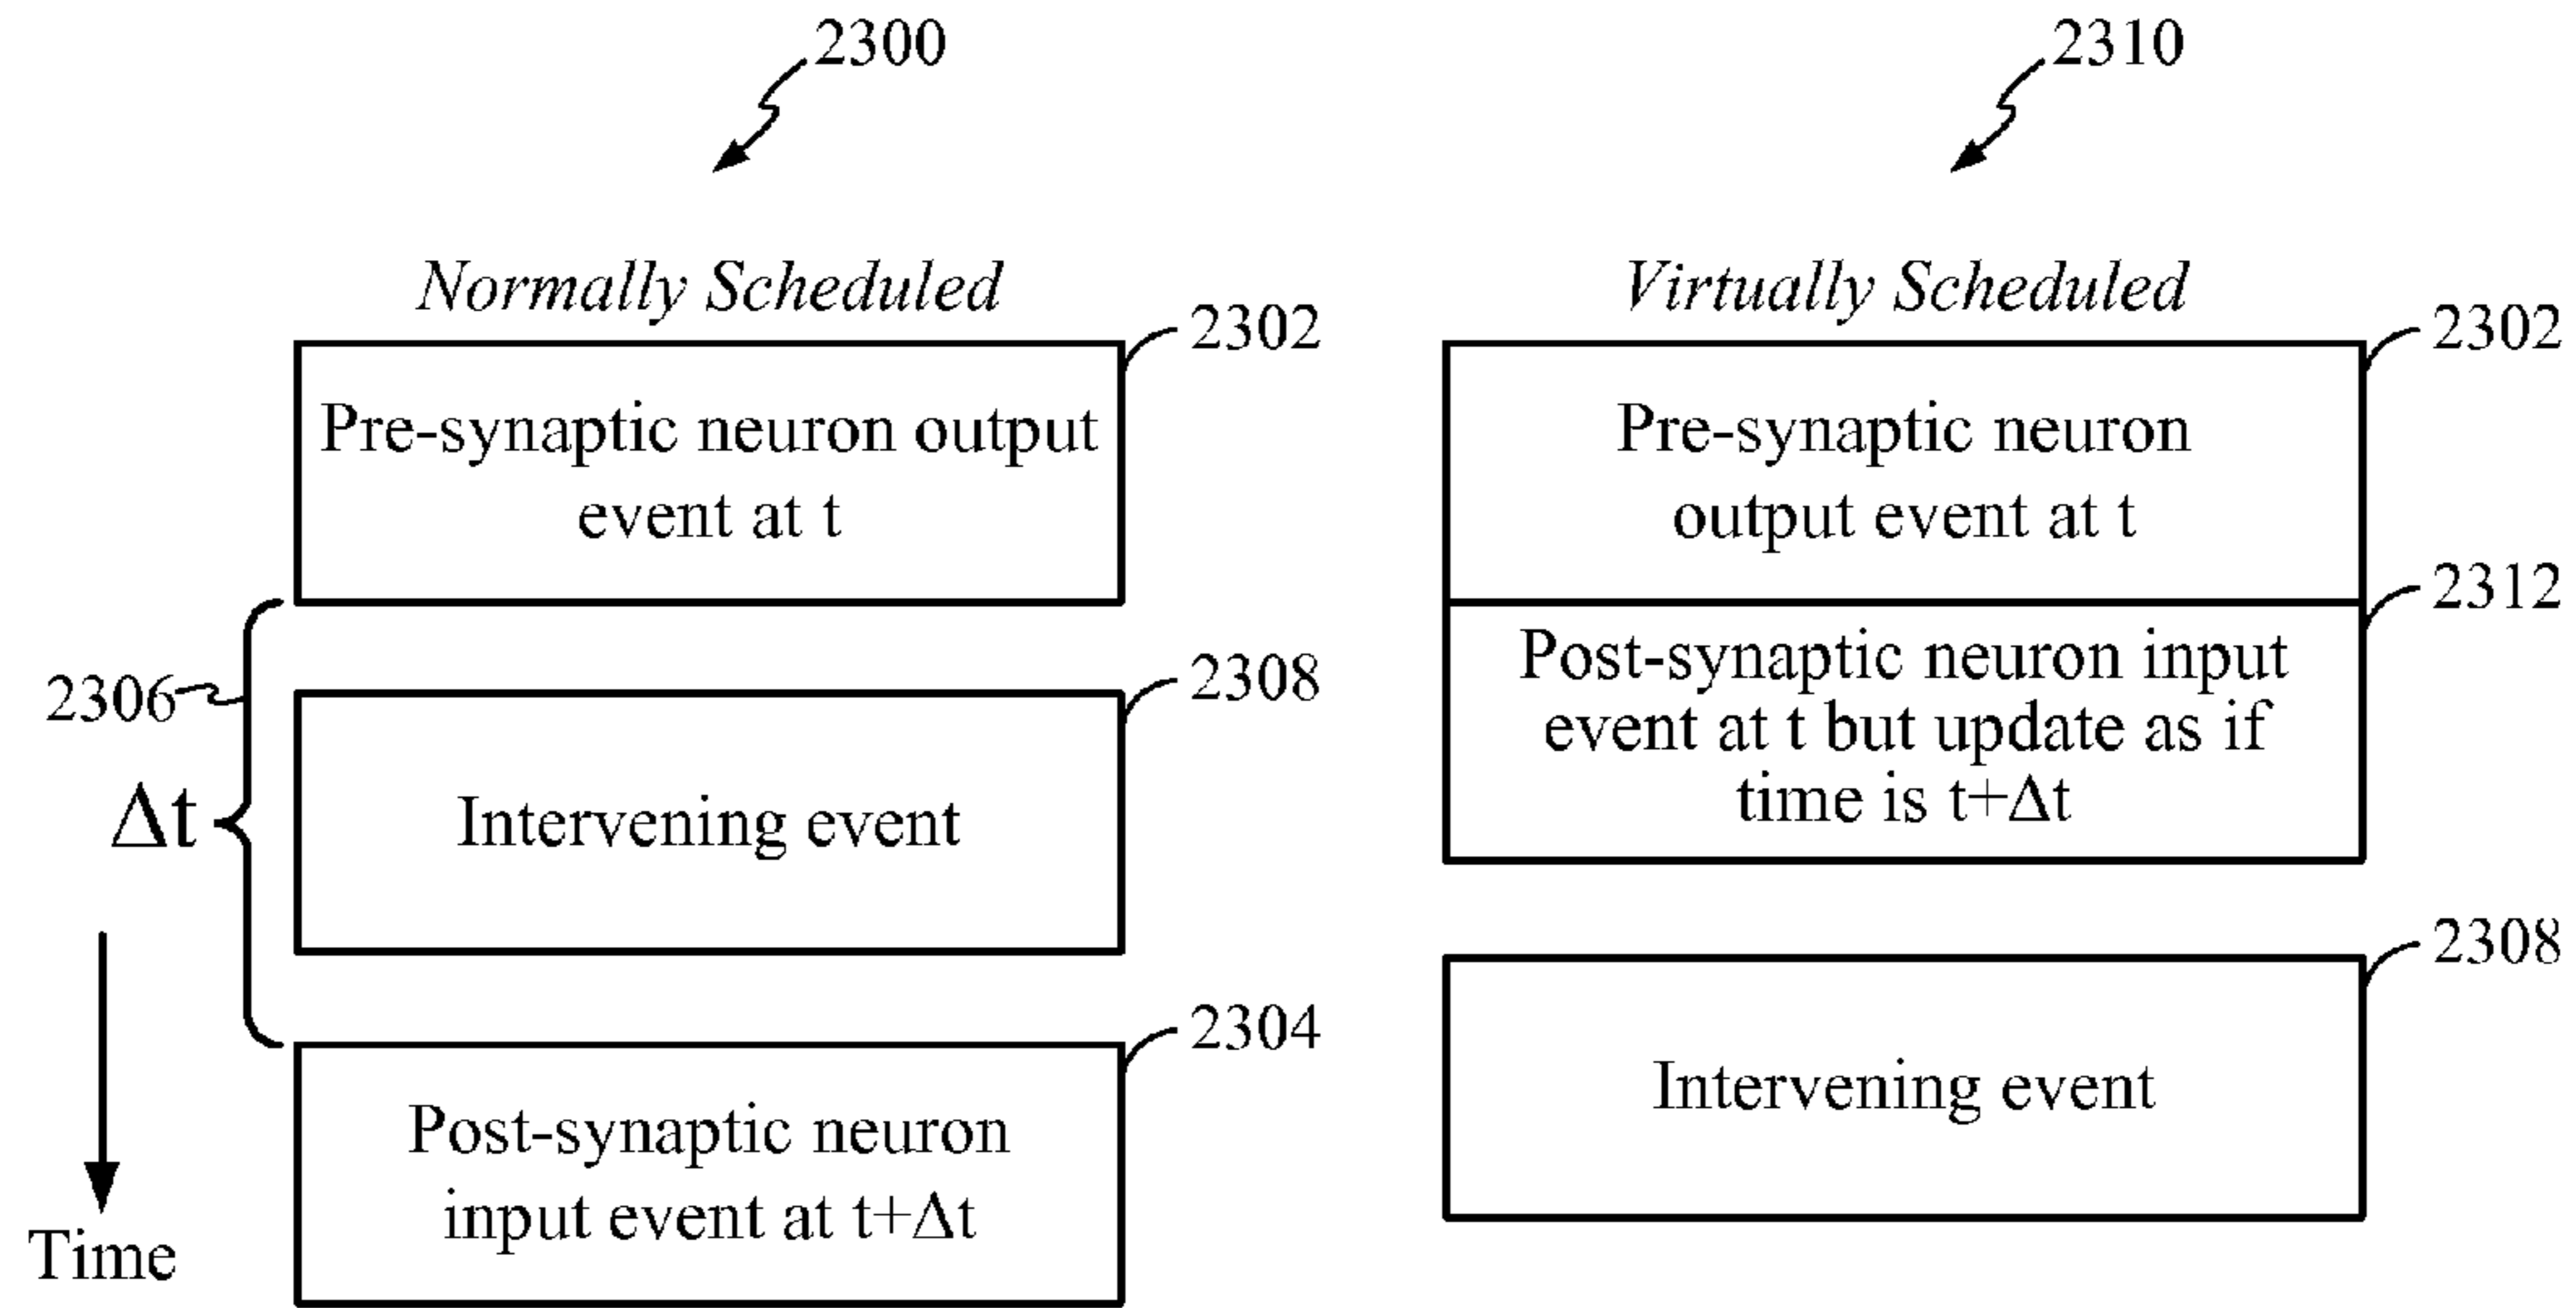 2300
Normally Scheduled
2302
Pre-synaptic neuron output
event at t
2306
Δt
2308
Intervening event
2304
Post-synaptic neuron
input event at t+Δt
Time
2310
Virtually Scheduled
2302
Pre-synaptic neuron
output event at t
2312
Post-synaptic neuron input
event at t but update as if
time is t+Δt
2308
Intervening event